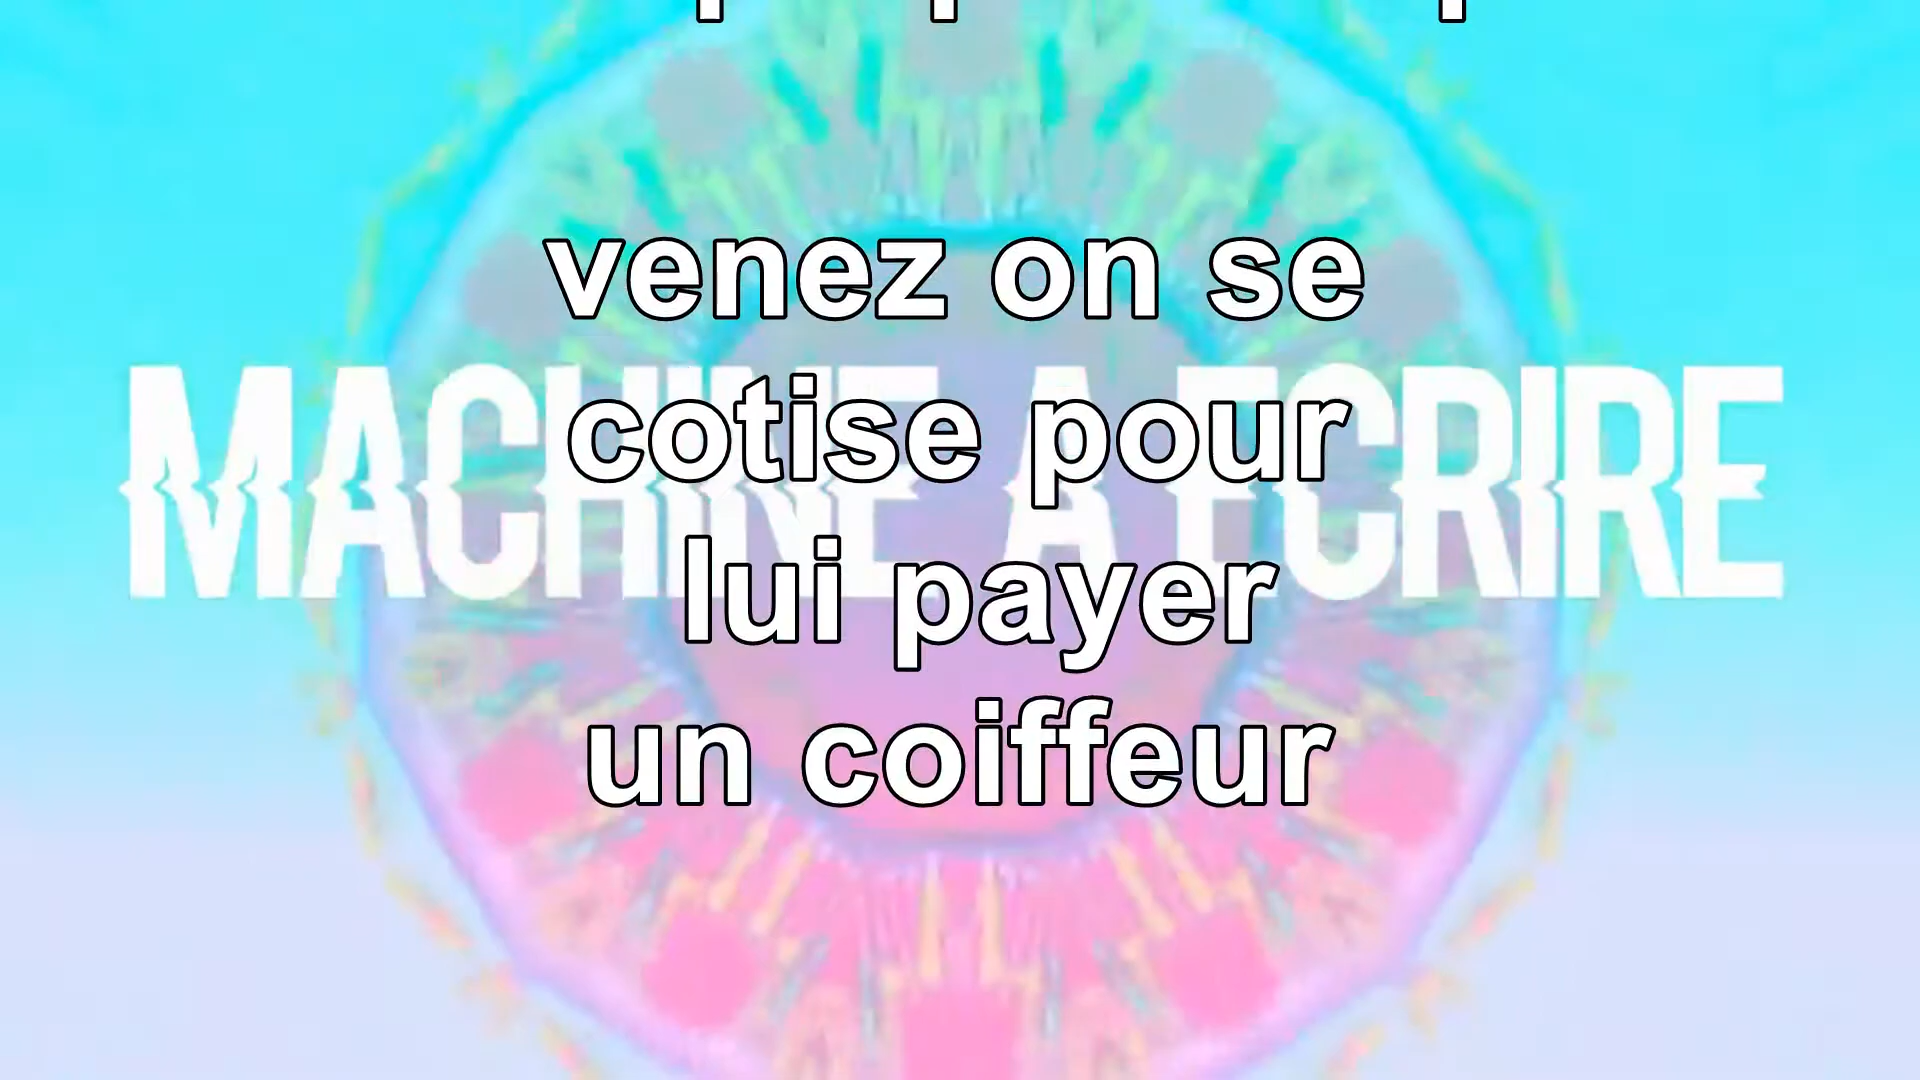 venez on se
MACHINE A ECRIRE
cotise pour
lui payer
un coiffeur